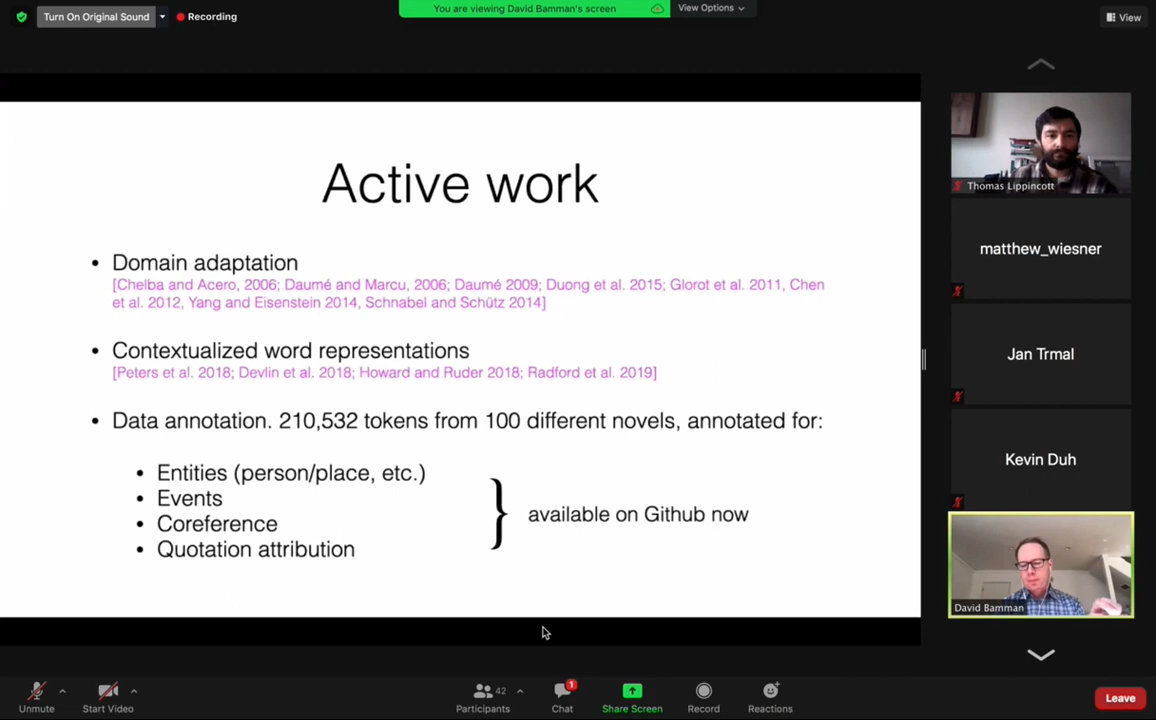 Turn On Original Sound
Recording
You are viewing David Bamman's screen
View Options
View
Active work
• Domain adaptation
[Chelba and Acero, 2006; Daumé and Marcu, 2006; Daumé 2009; Duong et al. 2015; Glorot et al. 2011, Chen
et al. 2012, Yang and Eisenstein 2014, Schnabel and Schütz 2014]
• Contextualized word representations
[Peters et al. 2018; Devlin et al. 2018; Howard and Ruder 2018; Radford et al. 2019]
• Data annotation. 210,532 tokens from 100 different novels, annotated for:
• Entities (person/place, etc.)
• Events
• Coreference
• Quotation attribution
} available on Github now
Thomas Lippincott
matthew_wiesner
Jan Trmal
Kevin Duh
David Bamman
Unmute
Start Video
42
Participants
1
Chat
Share Screen
Record
Reactions
Leave